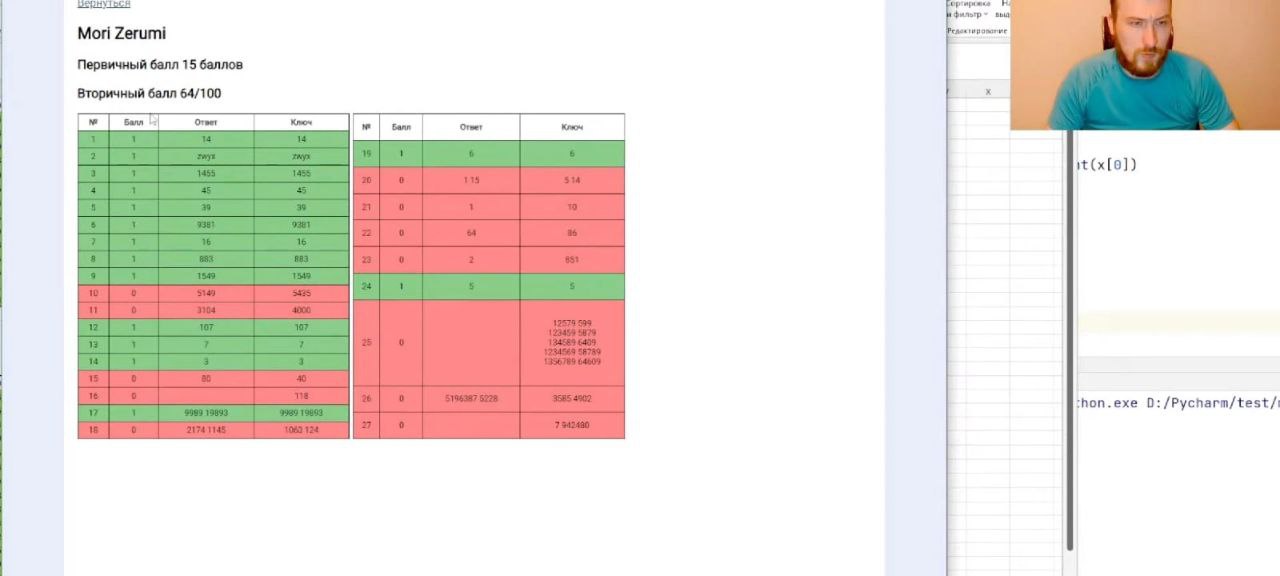 Вернуться
Mori Zerumi
Первичный балл 15 баллов
Вторичный балл 64/100
№ Балл Ответ Ключ
1 1 14 14
2 1 zwyx zwyx
3 1 1455 1455
4 1 45 45
5 1 39 39
6 1 9381 9381
7 1 16 16
8 1 883 883
9 1 1549 1549
10 0 5149 5435
11 0 3104 4000
12 1 107 107
13 1 7 7
14 1 3 3
15 0 80 40
16 0 118
17 1 9989 19893 9989 19893
18 0 2174 1145 1063 124
№ Балл Ответ Ключ
19 1 6 6
20 0 1 15 5 14
21 0 1 10
22 0 64 86
23 0 2 651
24 1 5 5
25 0
12579 599
123459 5879
134589 6409
1234569 58789
1356789 64609
26 0 5196387 5228 3585 4902
27 0 7 942480
Сортировка
и фильтр
Редактирование
X
nt(x[0])
thon.exe D:/Pycharm/test/